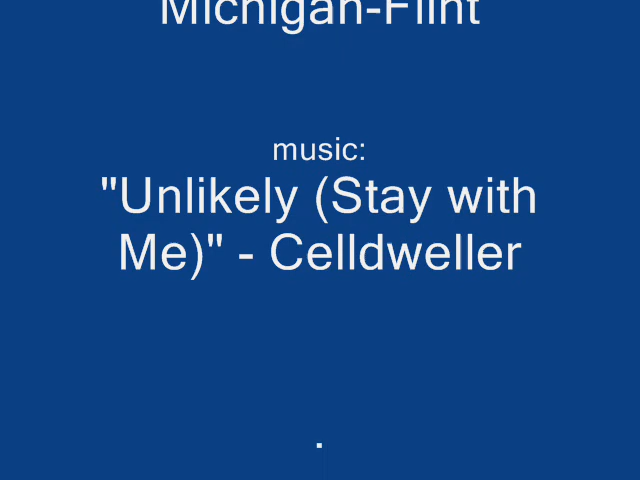 Michigan-Flint
music:
"Unlikely (Stay with
Me)" - Celldweller
.